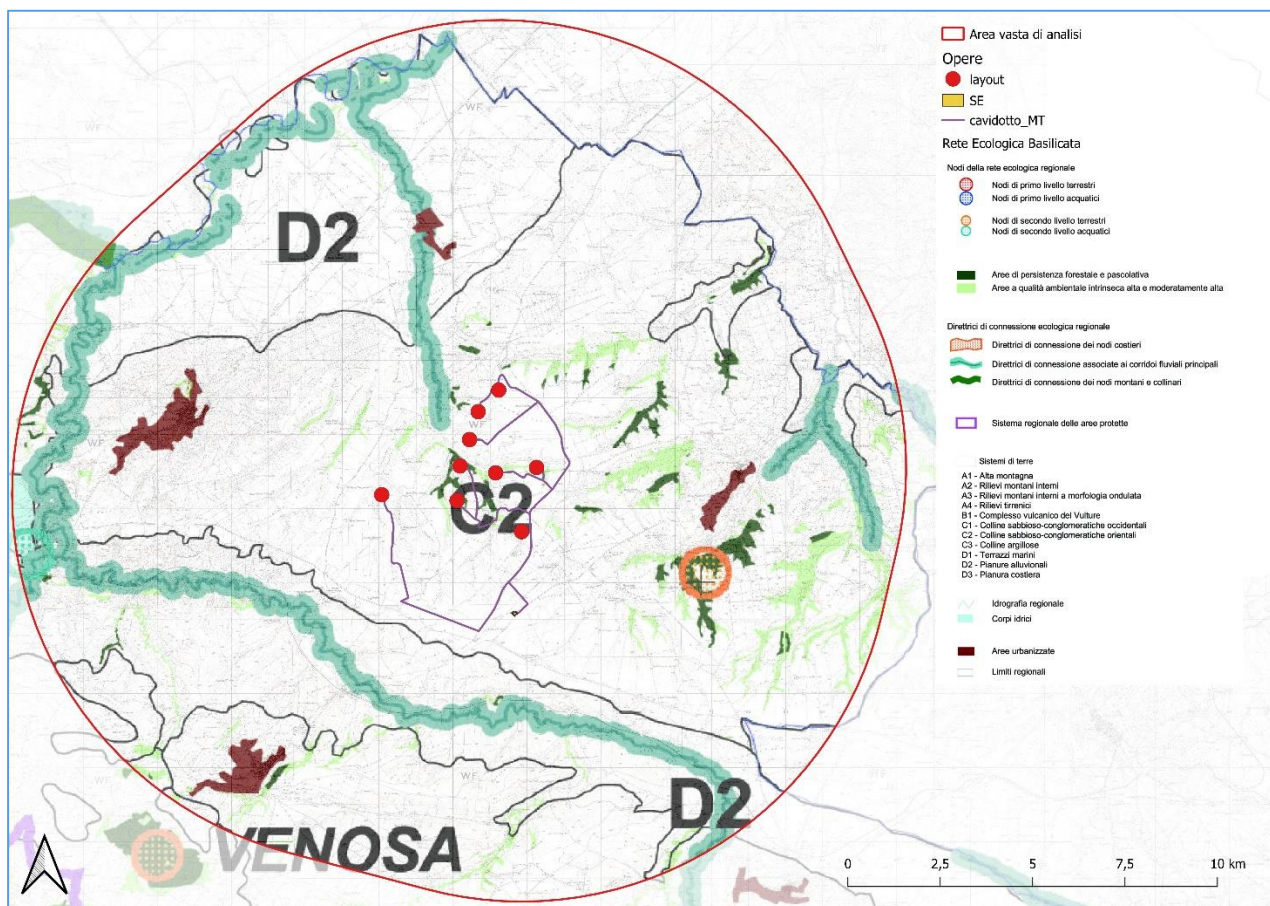 Area vasta di analisi
Opere
layout
SE
cavidotto_MT
Rete Ecologica Basilicata
Nodi della rete ecologica regionale
Nodi di primo livello terrestri
Nodi di primo livello acquatici
Nodi di secondo livello terrestri
Nodi di secondo livello acquatici
Aree di persistenza forestale e pascolativa
Aree a qualità ambientale intrinseca alta e moderatamente alta
Direttrici di connessione ecologica regionale
Direttrici di connessione dei nodi costieri
Direttrici di connessione associate ai corridoi fluviali principali
Direttrici di connessione dei nodi montani e collinari
Sistema regionale delle aree protette
Sistemi di terre
A1 - Alta montagna
A2 - Rilievi montani interni
A3 - Rilievi montani interni a morfologia ondulata
A4 - Rilievi tirrenici
B1 - Complesso vulcanico del Vulture
C1 - Colline sabbioso-conglomeratiche occidentali
C2 - Colline sabbioso-conglomeratiche orientali
C3 - Colline argillose
D1 - Terrazzi marini
D2 - Pianure alluvionali
D3 - Pianura costiera
Idrografia regionale
Corpi idrici
Aree urbanizzate
Limiti regionali
WF
D2
WF
WF
C2
WF
D2
WF
VENOSA
0 2,5 5 7,5 10 km